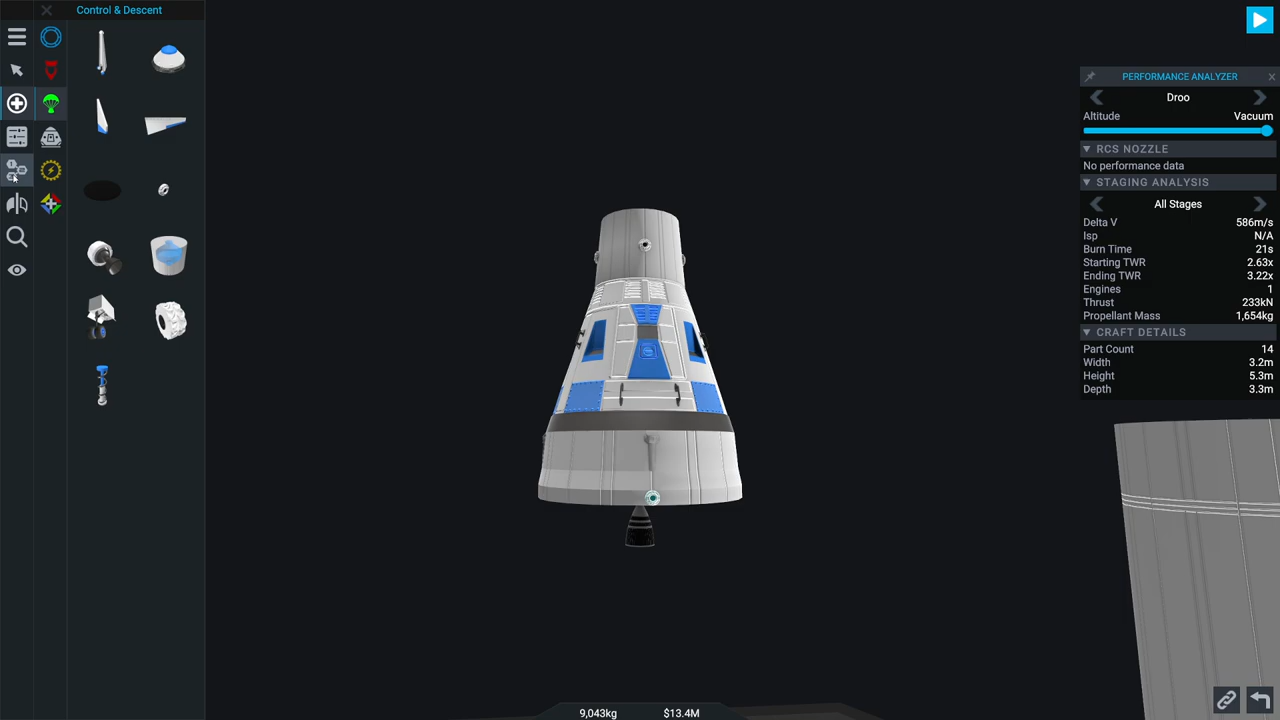 Control & Descent
PERFORMANCE ANALYZER
Droo
Altitude Vacuum
RCS NOZZLE
No performance data
STAGING ANALYSIS
All Stages
Delta V 586m/s
Isp N/A
Burn Time 21s
Starting TWR 2.63x
Ending TWR 3.22x
Engines 1
Thrust 233kN
Propellant Mass 1,654kg
CRAFT DETAILS
Part Count 14
Width 3.2m
Height 5.3m
Depth 3.3m
9,043kg $13.4M